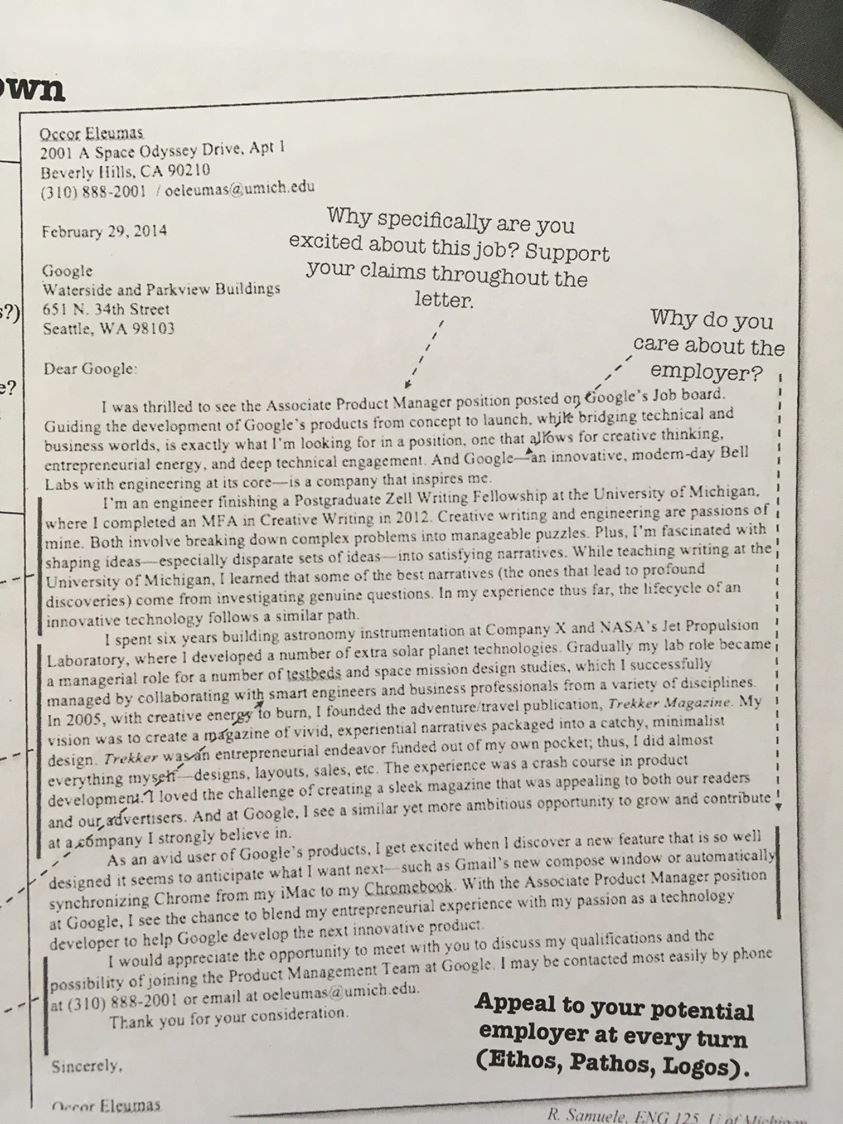 own
Occor Eleumas
2001 A Space Odyssey Drive, Apt 1
Beverly Hills, CA 90210
(310) 888-2001 / oeleumas@umich.edu
February 29, 2014
Why specifically are you
excited about this job? Support
your claims throughout the
letter.
Google
Waterside and Parkview Buildings
651 N. 34th Street
Seattle, WA 98103
s?)
Why do you
care about the
employer?
Dear Google:
e?
I was thrilled to see the Associate Product Manager position posted on Google's Job board.
Guiding the development of Google's products from concept to launch, while bridging technical and
business worlds, is exactly what I'm looking for in a position, one that allows for creative thinking,
entrepreneurial energy, and deep technical engagement. And Google—an innovative, modern-day Bell
Labs with engineering at its core—is a company that inspires me.
I'm an engineer finishing a Postgraduate Zell Writing Fellowship at the University of Michigan,
where I completed an MFA in Creative Writing in 2012. Creative writing and engineering are passions of
mine. Both involve breaking down complex problems into manageable puzzles. Plus, I'm fascinated with
shaping ideas—especially disparate sets of ideas—into satisfying narratives. While teaching writing at the
University of Michigan, I learned that some of the best narratives (the ones that lead to profound
discoveries) come from investigating genuine questions. In my experience thus far, the lifecycle of an
innovative technology follows a similar path.
I spent six years building astronomy instrumentation at Company X and NASA's Jet Propulsion
Laboratory, where I developed a number of extra solar planet technologies. Gradually my lab role became
a managerial role for a number of testbeds and space mission design studies, which I successfully
managed by collaborating with smart engineers and business professionals from a variety of disciplines.
In 2005, with creative energy to burn, I founded the adventure/travel publication, Trekker Magazine. My
vision was to create a magazine of vivid, experiential narratives packaged into a catchy, minimalist
design. Trekker was an entrepreneurial endeavor funded out of my own pocket; thus, I did almost
everything myself—designs, layouts, sales, etc. The experience was a crash course in product
development. I loved the challenge of creating a sleek magazine that was appealing to both our readers
and our advertisers. And at Google, I see a similar yet more ambitious opportunity to grow and contribute
at a company I strongly believe in.
As an avid user of Google's products, I get excited when I discover a new feature that is so well
designed it seems to anticipate what I want next—such as Gmail's new compose window or automatically
synchronizing Chrome from my iMac to my Chromebook. With the Associate Product Manager position
at Google, I see the chance to blend my entrepreneurial experience with my passion as a technology
developer to help Google develop the next innovative product.
I would appreciate the opportunity to meet with you to discuss my qualifications and the
possibility of joining the Product Management Team at Google. I may be contacted most easily by phone
at (310) 888-2001 or email at oeleumas@umich.edu.
Thank you for your consideration.
Appeal to your potential
employer at every turn
(Ethos, Pathos, Logos).
Sincerely,
Occor Eleumas
R. Samuele, ENG 125, U of Michigan